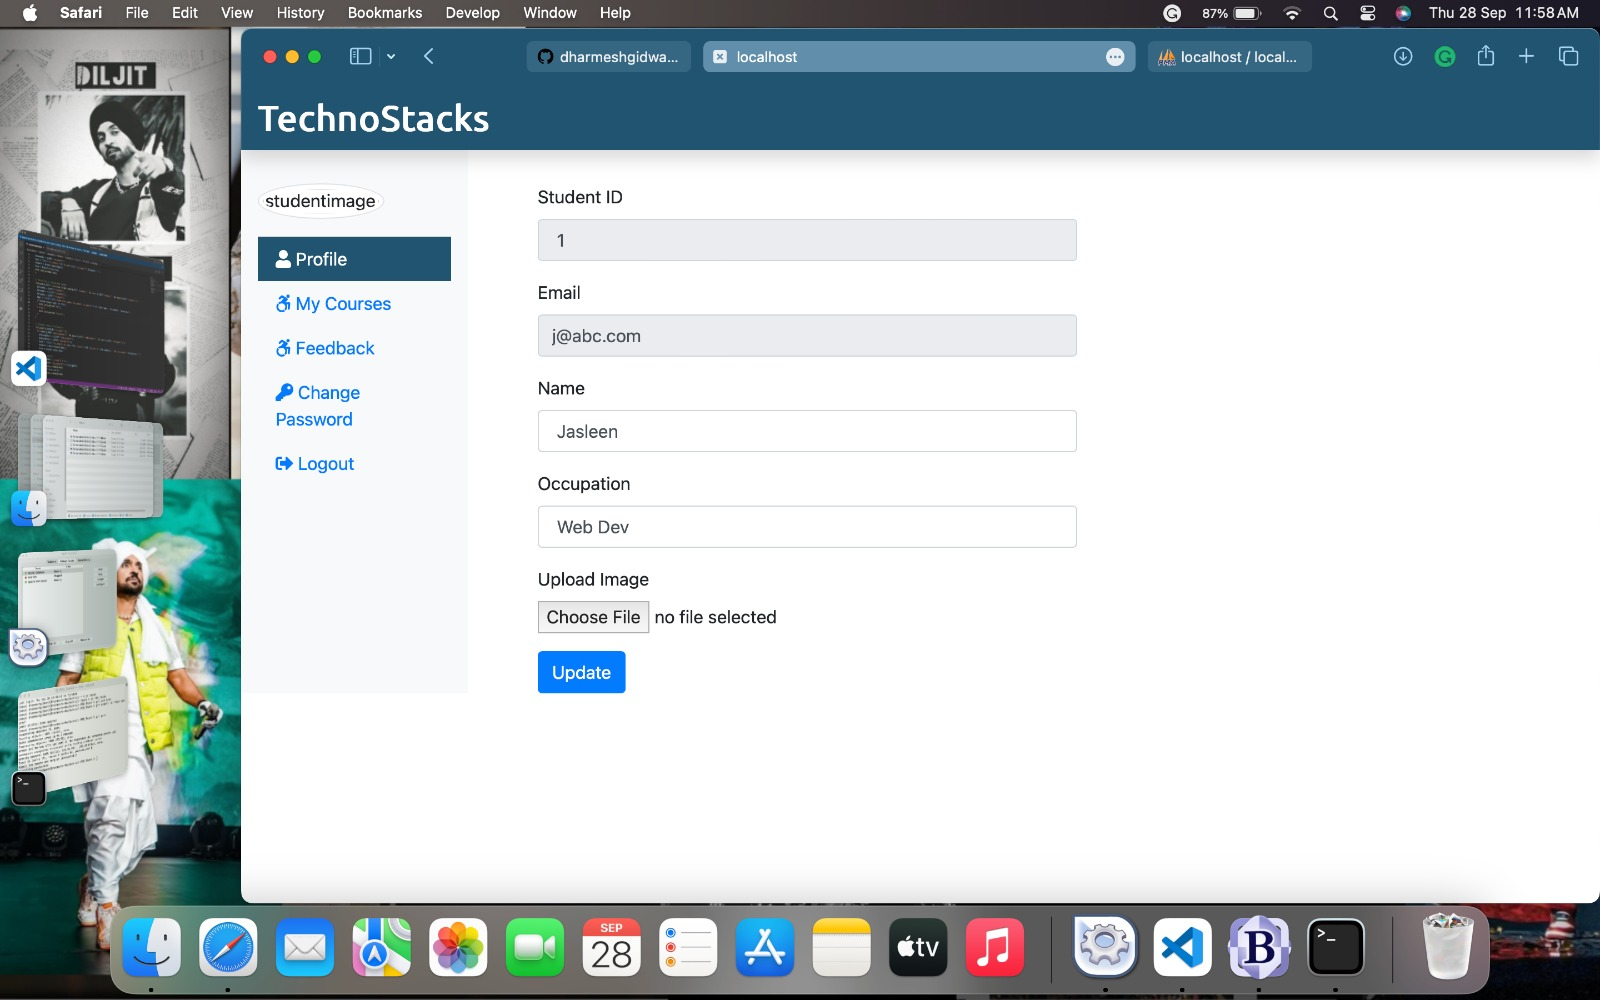 Safari File Edit View History Bookmarks Develop Window Help 87% Thu 28 Sep 11:58 AM
dharmeshgidwa... localhost localhost / local...
TechnoStacks
DILJIT
studentimage
Profile
My Courses
Feedback
Change
Password
Logout
Student ID
1
Email
j@abc.com
Name
Jasleen
Occupation
Web Dev
Upload Image
Choose File no file selected
Update
SEP
28
tv
B
>_
>_